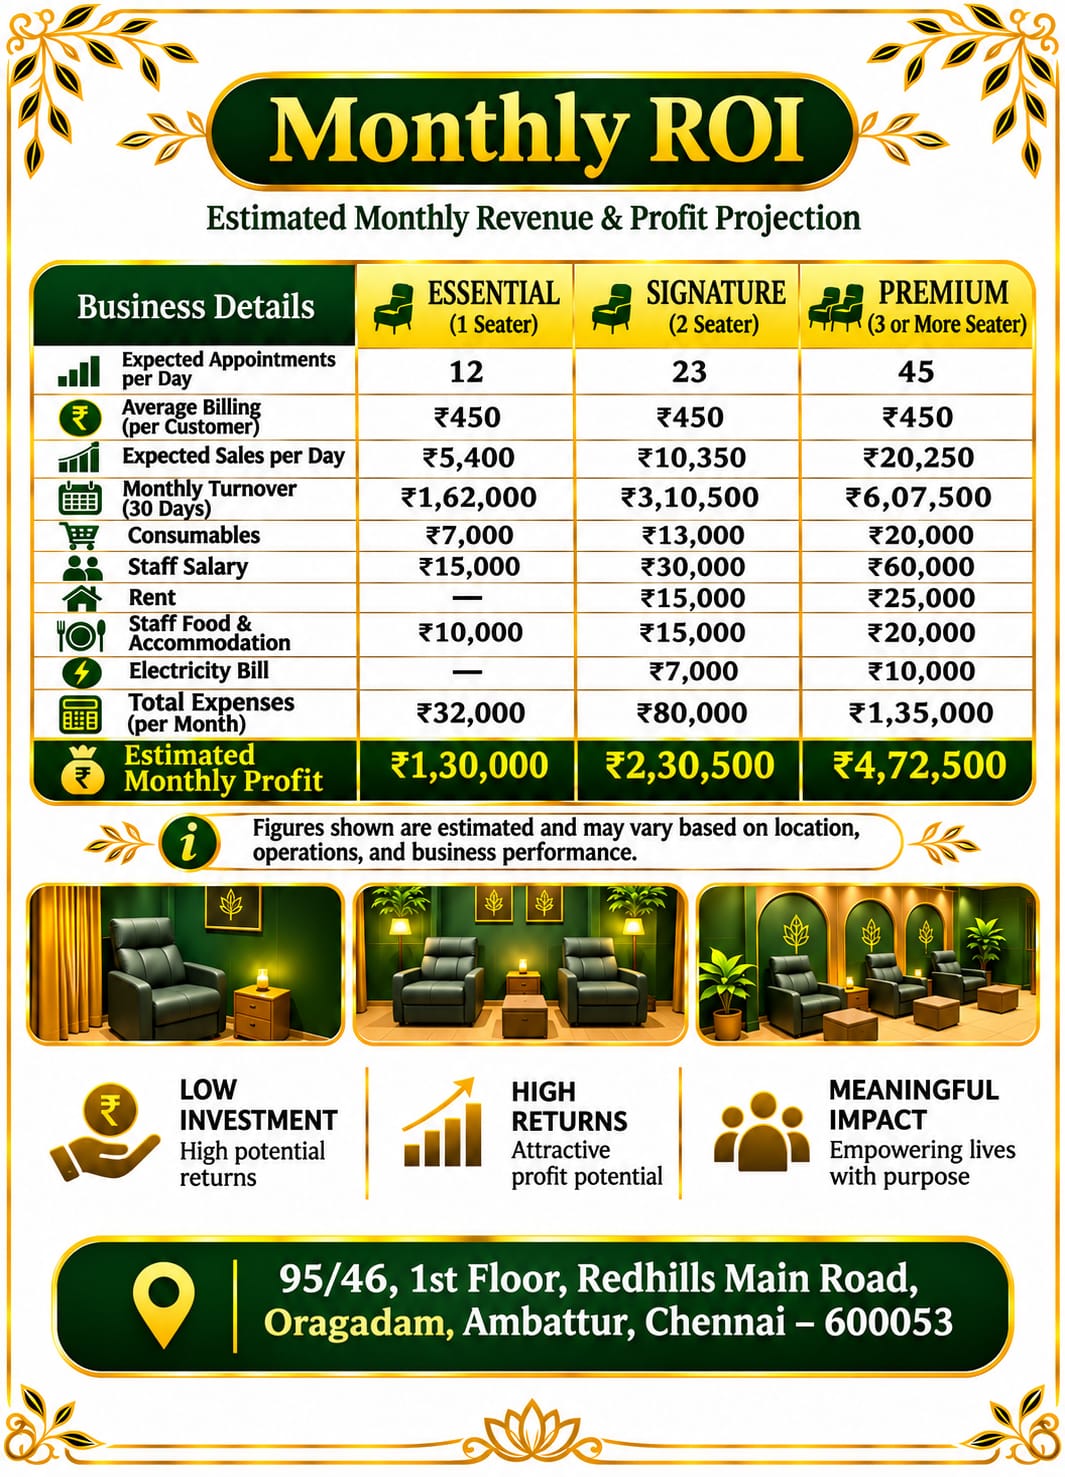 Monthly ROI
Estimated Monthly Revenue & Profit Projection
Business Details
ESSENTIAL
(1 Seater)
SIGNATURE
(2 Seater)
PREMIUM
(3 or More Seater)
Expected Appointments
per Day
12
23
45
Average Billing
(per Customer)
₹450
₹450
₹450
Expected Sales per Day
₹5,400
₹10,350
₹20,250
Monthly Turnover
(30 Days)
₹1,62,000
₹3,10,500
₹6,07,500
Consumables
₹7,000
₹13,000
₹20,000
Staff Salary
₹15,000
₹30,000
₹60,000
Rent
—
₹15,000
₹25,000
Staff Food &
Accommodation
₹10,000
₹15,000
₹20,000
Electricity Bill
—
₹7,000
₹10,000
Total Expenses
(per Month)
₹32,000
₹80,000
₹1,35,000
Estimated
Monthly Profit
₹1,30,000
₹2,30,500
₹4,72,500
Figures shown are estimated and may vary based on location,
operations, and business performance.
LOW
INVESTMENT
High potential
returns
HIGH
RETURNS
Attractive
profit potential
MEANINGFUL
IMPACT
Empowering lives
with purpose
95/46, 1st Floor, Redhills Main Road,
Oragadam, Ambattur, Chennai – 600053